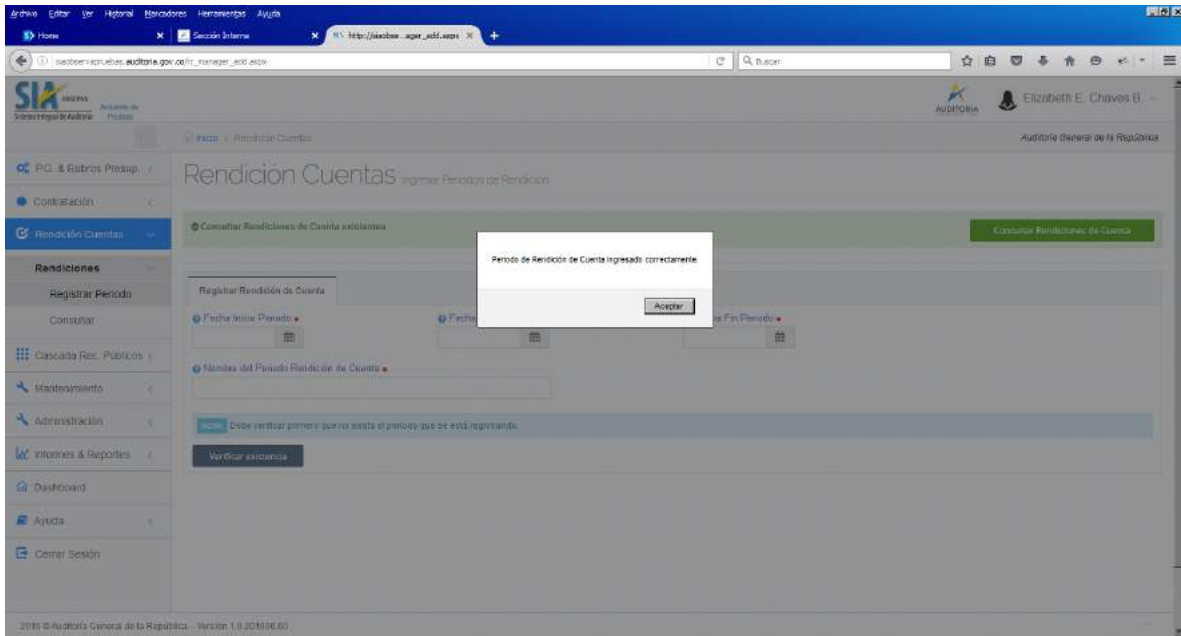 Archivo Editar Ver Historial Marcadores Herramientas Ayuda
Home
Sección Interna
Buscar
SIA
AUDITORIA
Elizabeth E. Chaves B.
Inicio / Rendición Cuentas
Auditoría General de la República
P.G. & Rubros Presup.
Rendición Cuentas Ingresar Periodos de Rendición
Contratación
Rendición Cuentas
Consultar Rendiciones de Cuenta existentes
Consultar Rendiciones de Cuenta
Periodo de Rendición de Cuenta ingresado correctamente.
Aceptar
Rendiciones
Registrar Periodo
Consultar
Registrar Rendición de Cuenta
Fecha Inicio Periodo
Fecha
Fin Periodo
Nombre del Periodo Rendición de Cuenta
Cascada Rec. Públicos
Mantenimiento
Administración
Debe verificar primero que no exista el periodo que se está registrando.
Verificar existencia
Informes & Reportes
Dashboard
Ayuda
Cerrar Sesión
2016 © Auditoría General de la República. - Versión